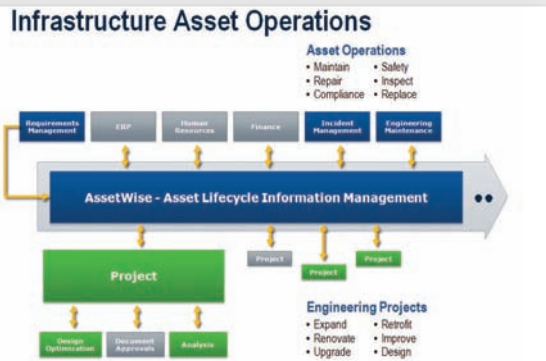 Infrastructure Asset Operations
Asset Operations
• Maintain • Safety
• Repair • Inspect
• Compliance • Replace
Requirements
Management
ERP
Human
Resources
Finance
Incident
Management
Engineering
Maintenance
AssetWise - Asset Lifecycle Information Management
Project
Project
Project
Project
Design
Optimization
Document
Approvals
Analysis
Engineering Projects
• Expand • Retrofit
• Renovate • Improve
• Upgrade • Design